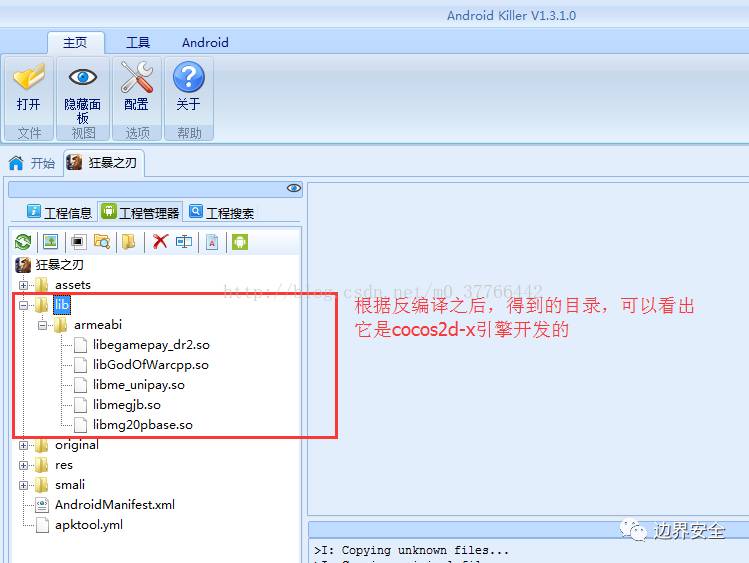 Android Killer V1.3.1.0
主页 工具 Android
打开 隐藏面板 配置 关于
文件 视图 选项 帮助
开始 狂暴之刃
工程信息 工程管理器 工程搜索
狂暴之刃
assets
http://blog.csdn.net/m0_37766442
lib
根据反编译之后，得到的目录，可以看出
它是cocos2d-x引擎开发的
armeabi
libegamepay_dr2.so
libGodOfWarcpp.so
libme_unipay.so
libmegjb.so
libmg20pbase.so
original
res
smali
AndroidManifest.xml
apktool.yml
边界安全
>I: Copying unknown files...